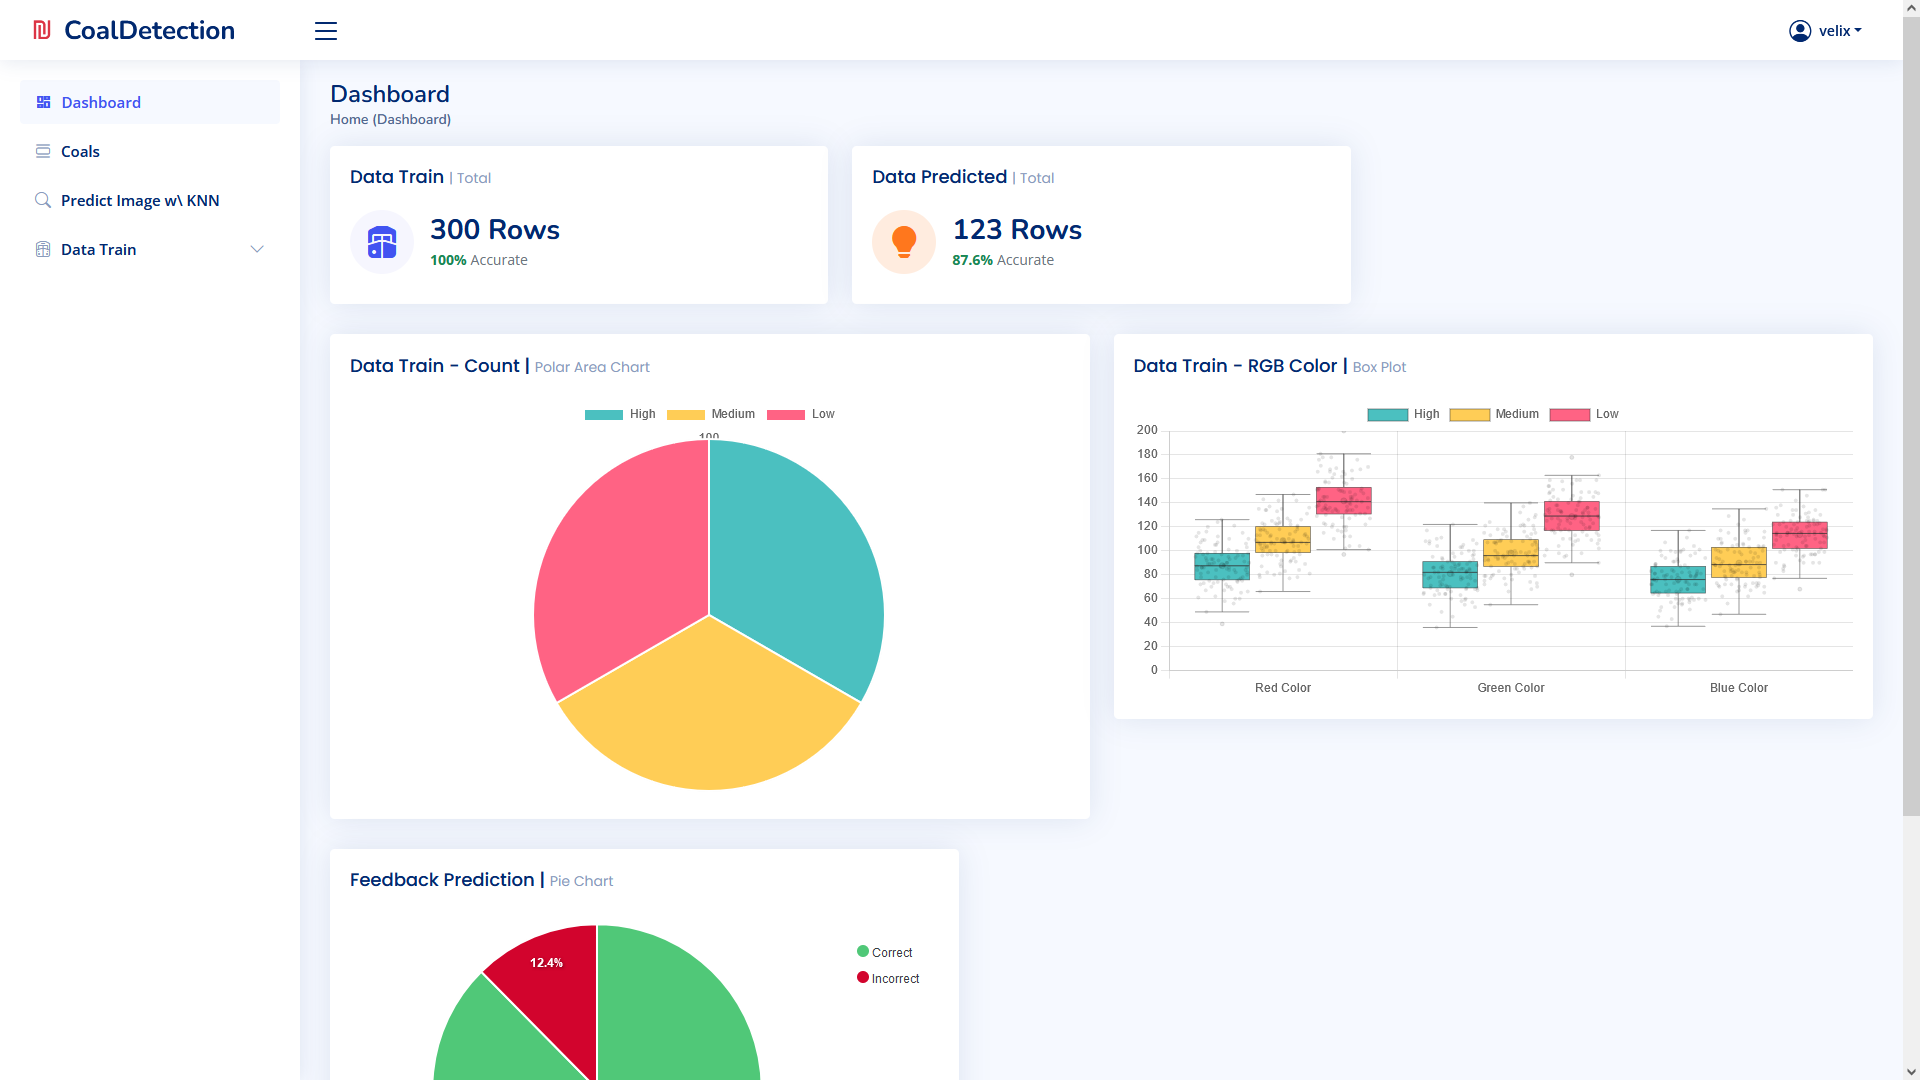 CoalDetection
velix
Dashboard
Coals
Predict Image w\ KNN
Data Train
Dashboard
Home (Dashboard)
Data Train | Total
300 Rows
100% Accurate
Data Predicted | Total
123 Rows
87.6% Accurate
Data Train - Count | Polar Area Chart
High Medium Low
100
Data Train - RGB Color | Box Plot
High Medium Low
200
180
160
140
120
100
80
60
40
20
0
Red Color Green Color Blue Color
Feedback Prediction | Pie Chart
12.4%
Correct
Incorrect